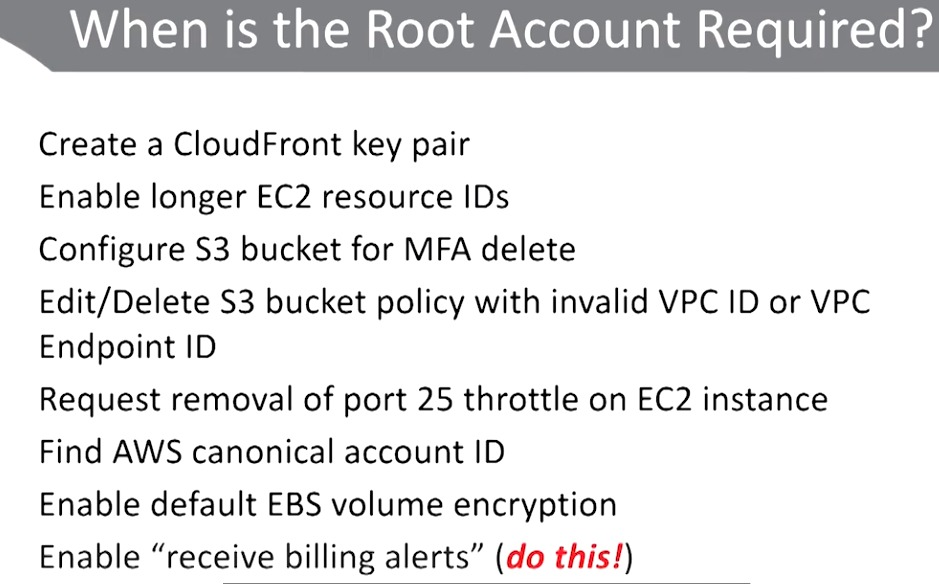 When is the Root Account Required?
Create a CloudFront key pair
Enable longer EC2 resource IDs
Configure S3 bucket for MFA delete
Edit/Delete S3 bucket policy with invalid VPC ID or VPC
Endpoint ID
Request removal of port 25 throttle on EC2 instance
Find AWS canonical account ID
Enable default EBS volume encryption
Enable “receive billing alerts” (do this!)